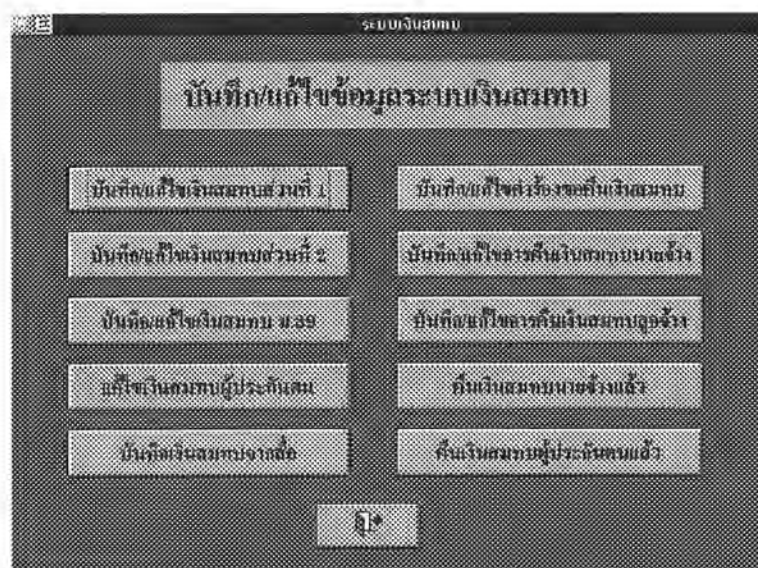 ระบบเงินสมทบ
บันทึก/แก้ไขข้อมูลระบบเงินสมทบ
บันทึก/แก้ไขเงินสมทบส่วนที่ 1
บันทึก/แก้ไขเงินสมทบส่วนที่ 2
บันทึก/แก้ไขเงินสมทบ ม.39
แก้ไขเงินสมทบผู้ประกันตน
บันทึกเงินสมทบจากสื่อ
บันทึก/แก้ไขคำร้องขอคืนเงินสมทบ
บันทึก/แก้ไขการคืนเงินสมทบนายจ้าง
บันทึก/แก้ไขการคืนเงินสมทบลูกจ้าง
คืนเงินสมทบนายจ้างแล้ว
คืนเงินสมทบผู้ประกันตนแล้ว